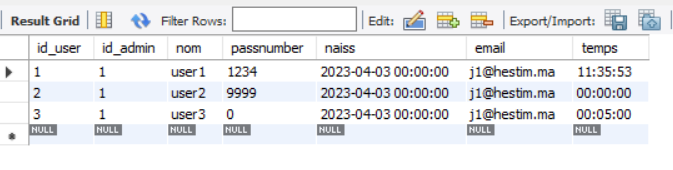 Result Grid Filter Rows: Edit: Export/Import:
id_user id_admin nom passnumber naiss email temps
1 1 user1 1234 2023-04-03 00:00:00 j1@hestim.ma 11:35:53
2 1 user2 9999 2023-04-03 00:00:00 j1@hestim.ma 00:00:00
3 1 user3 0 2023-04-03 00:00:00 j1@hestim.ma 00:05:00
NULL NULL NULL NULL NULL NULL NULL